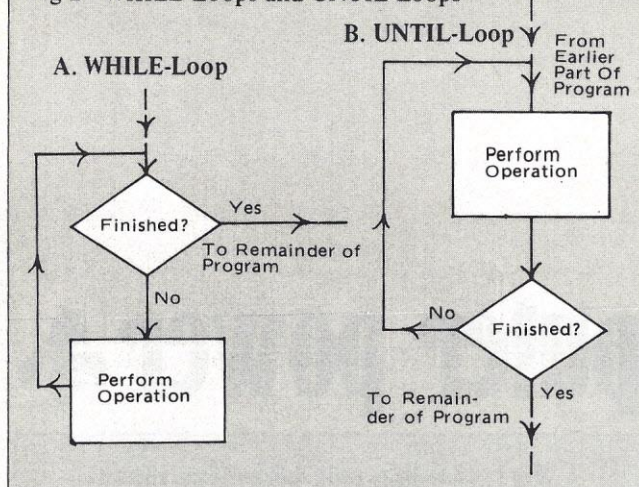 WHILE-Loops and UNTIL-Loops
A. WHILE-Loop
Finished?
Yes
To Remainder of
Program
No
Perform
Operation
B. UNTIL-Loop
From
Earlier
Part Of
Program
Perform
Operation
No
Finished?
To Remain-
der of Program
Yes